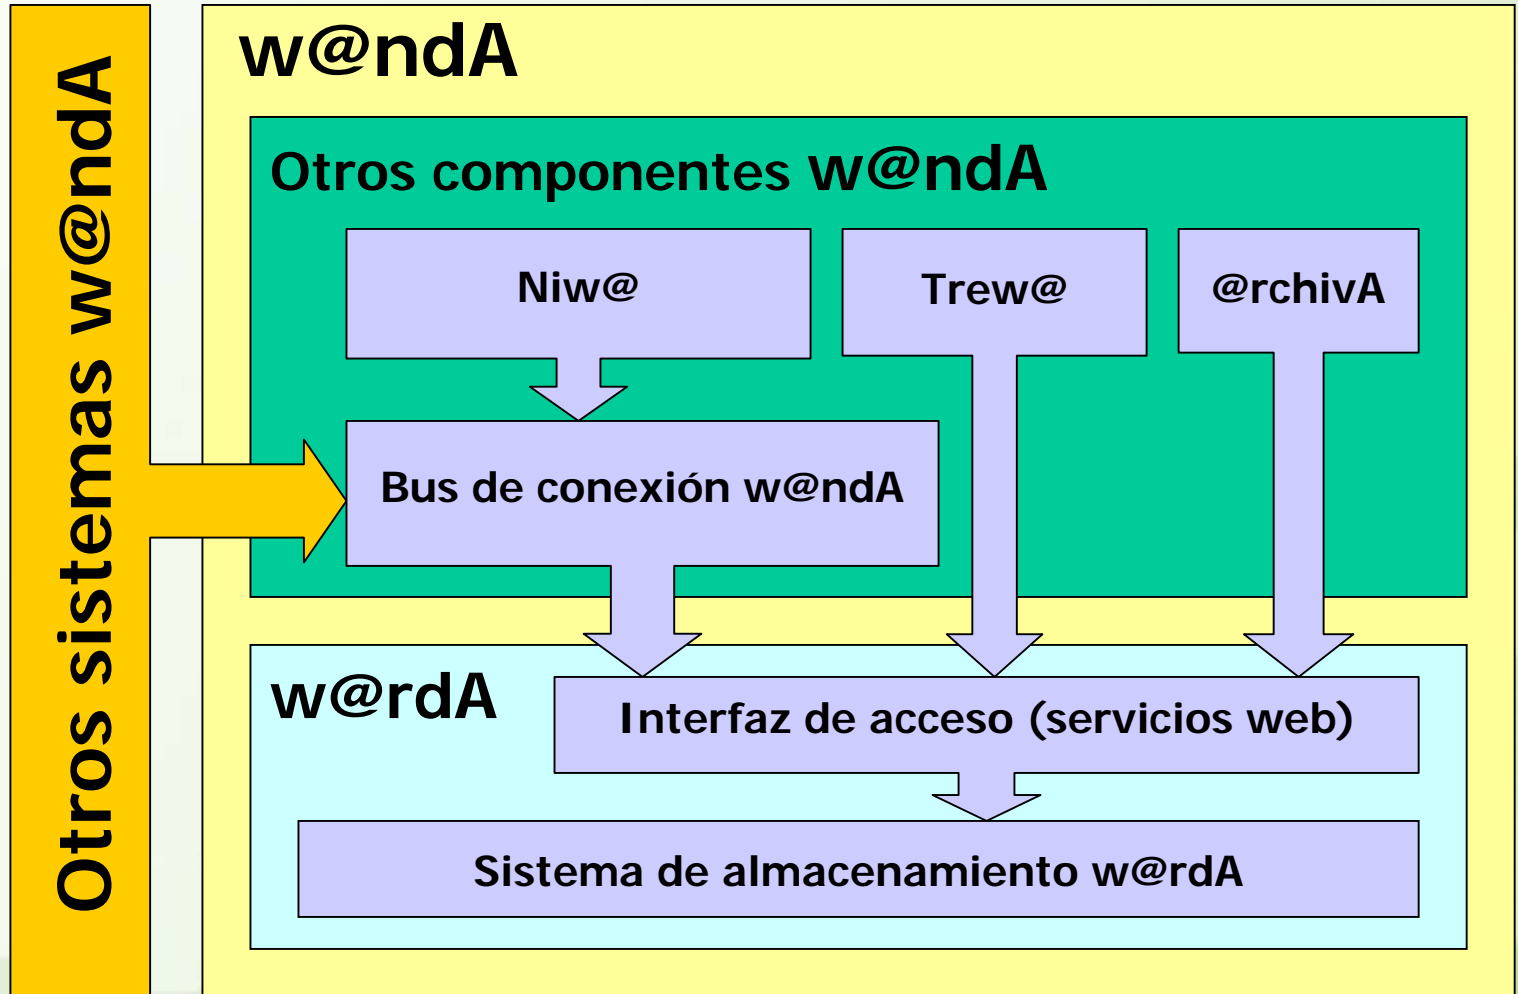 Otros sistemas w@ndA
w@ndA
Otros componentes w@ndA
Niw@
Trew@
@rchivA
Bus de conexión w@ndA
w@rdA
Interfaz de acceso (servicios web)
Sistema de almacenamiento w@rdA